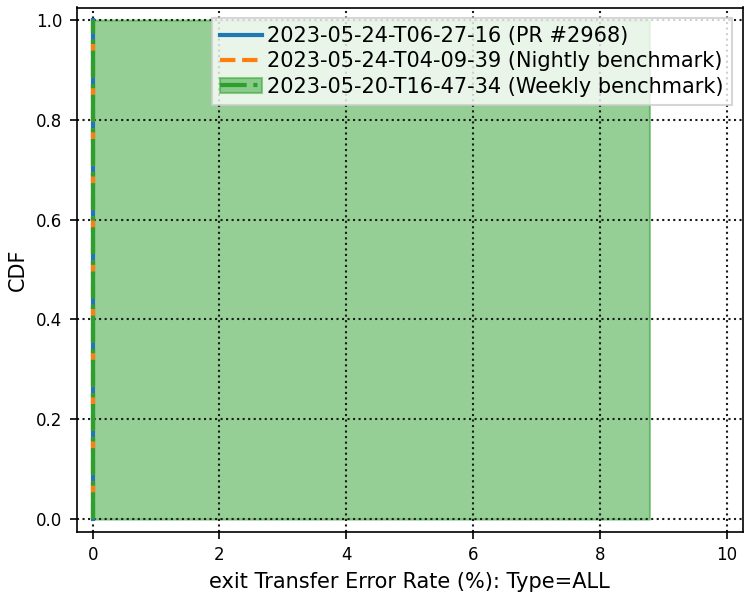 2023-05-24-T06-27-16 (PR #2968)
2023-05-24-T04-09-39 (Nightly benchmark)
2023-05-20-T16-47-34 (Weekly benchmark)
1.0
0.8
0.6
0.4
0.2
0.0
CDF
0 2 4 6 8 10
exit Transfer Error Rate (%): Type=ALL